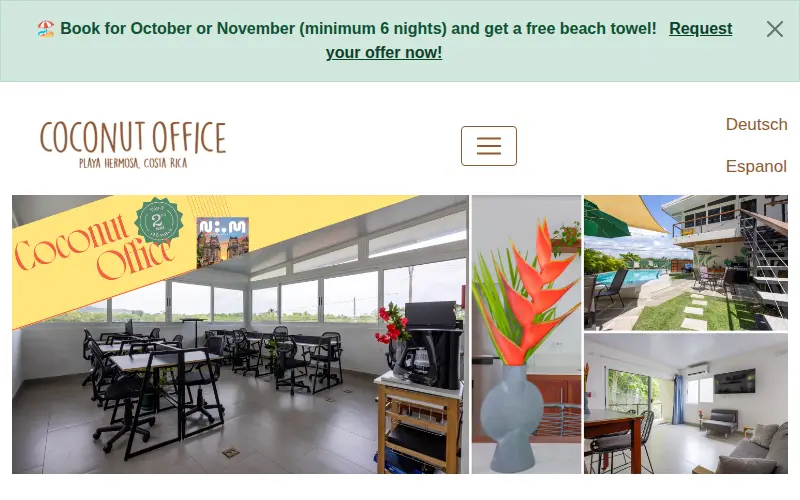 🏖️ Book for October or November (minimum 6 nights) and get a free beach towel! Request
your offer now!
COCONUT OFFICE
PLAYA HERMOSA, COSTA RICA
Deutsch
Espanol
Coconut
Office
2